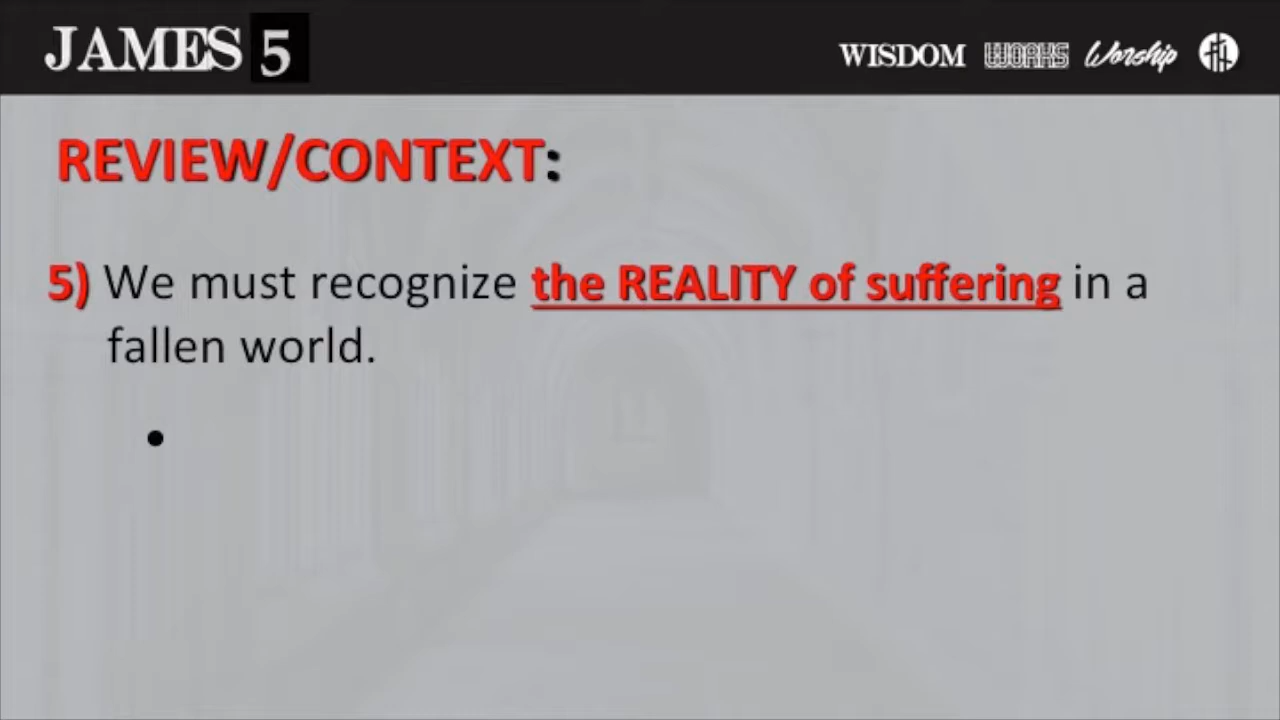 JAMES 5
WISDOM WORKS Worship
REVIEW/CONTEXT:
5) We must recognize the REALITY of suffering in a
fallen world.
•